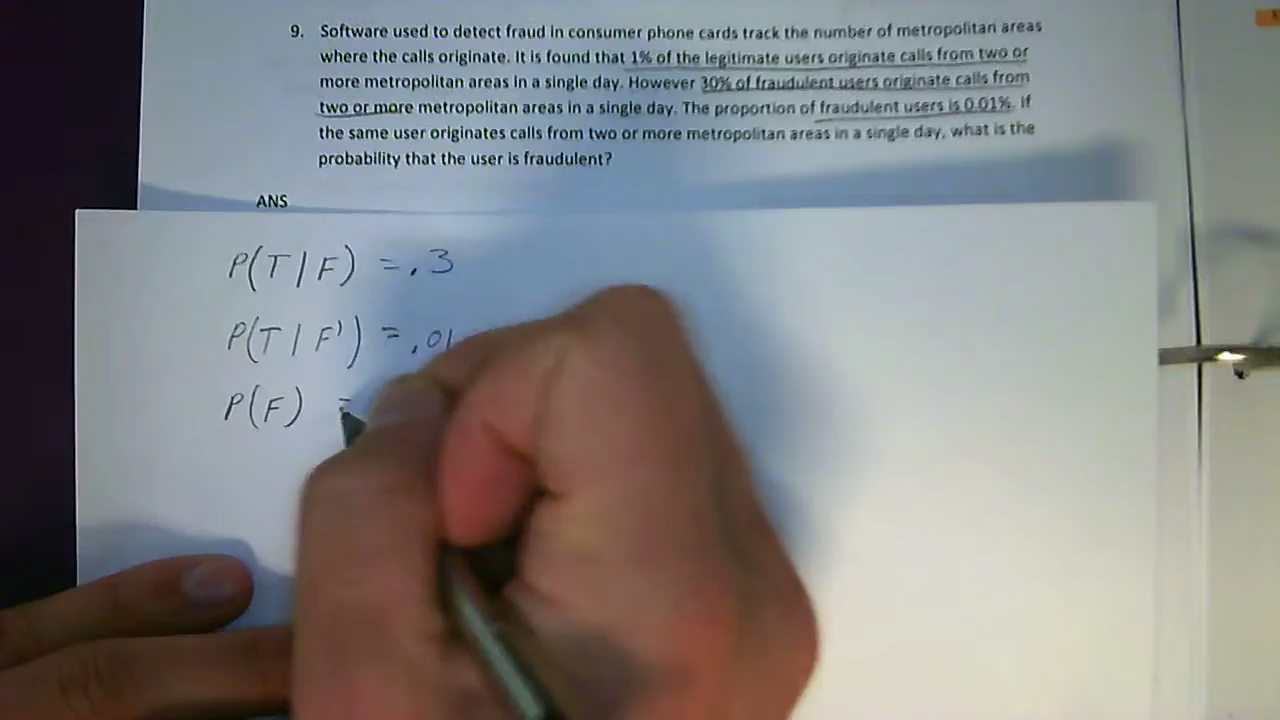 9. Software used to detect fraud in consumer phone cards track the number of metropolitan areas
where the calls originate. It is found that 1% of the legitimate users originate calls from two or
more metropolitan areas in a single day. However 30% of fraudulent users originate calls from
two or more metropolitan areas in a single day. The proportion of fraudulent users is 0.01%. If
the same user originates calls from two or more metropolitan areas in a single day, what is the
probability that the user is fraudulent?
ANS
P(T|F) = .3
P(T|F') = .01
P(F) =